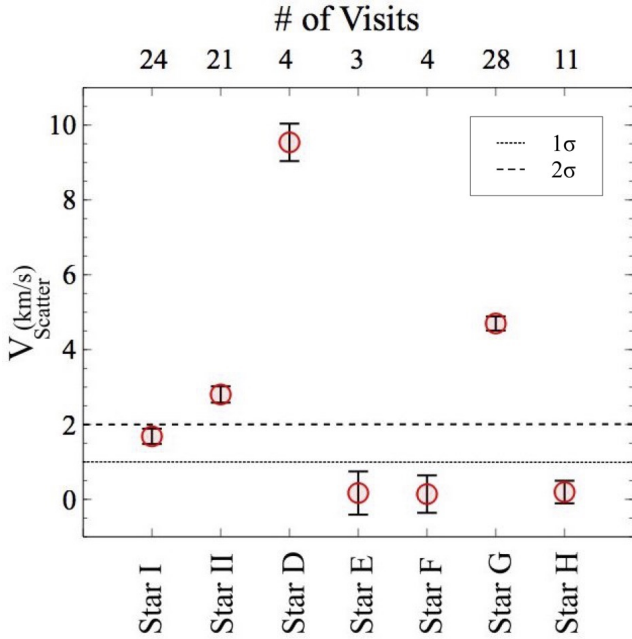 # of Visits
24 21 4 3 4 28 11
10
8
6
4
2
0
V Scatter (km/s)
1σ
2σ
Star I
Star II
Star D
Star E
Star F
Star G
Star H